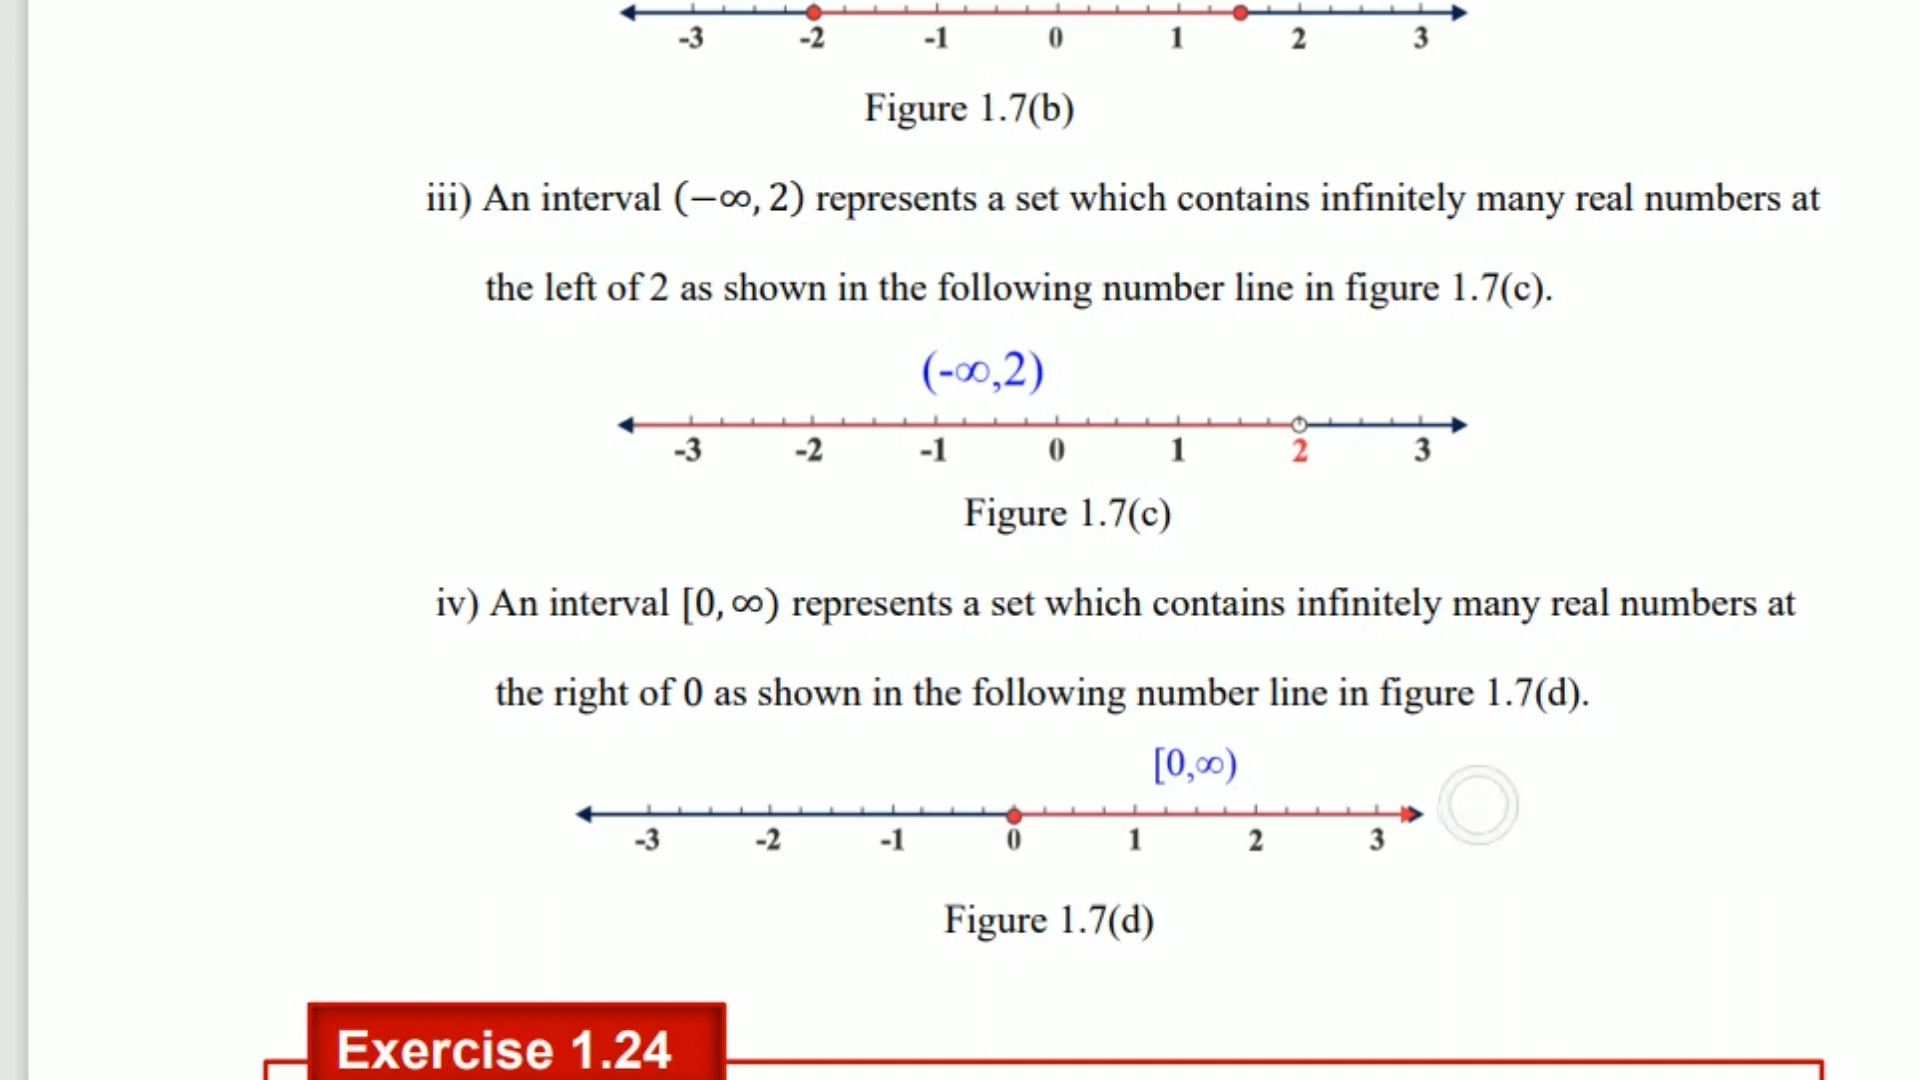 -3 -2 -1 0 1 2 3
Figure 1.7(b)
iii) An interval (−∞, 2) represents a set which contains infinitely many real numbers at
the left of 2 as shown in the following number line in figure 1.7(c).
(-∞,2)
-3 -2 -1 0 1 2 3
Figure 1.7(c)
iv) An interval [0, ∞) represents a set which contains infinitely many real numbers at
the right of 0 as shown in the following number line in figure 1.7(d).
[0,∞)
-3 -2 -1 0 1 2 3
Figure 1.7(d)
Exercise 1.24